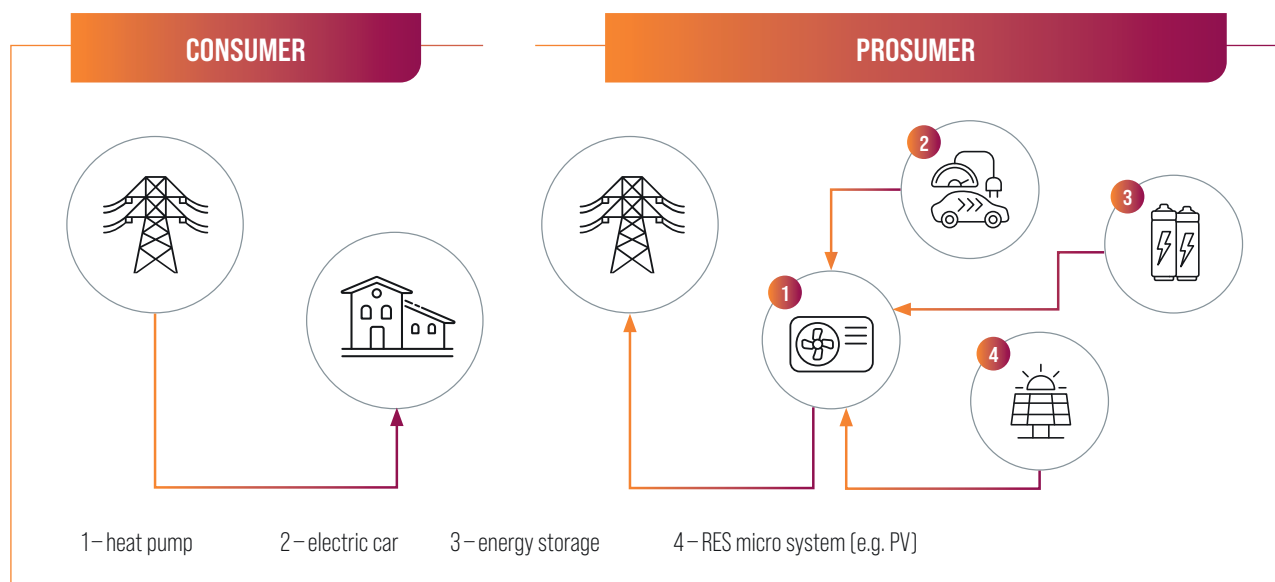 CONSUMER
PROSUMER
2
3
1
4
1 – heat pump
2 – electric car
3 – energy storage
4 – RES micro system (e.g. PV)